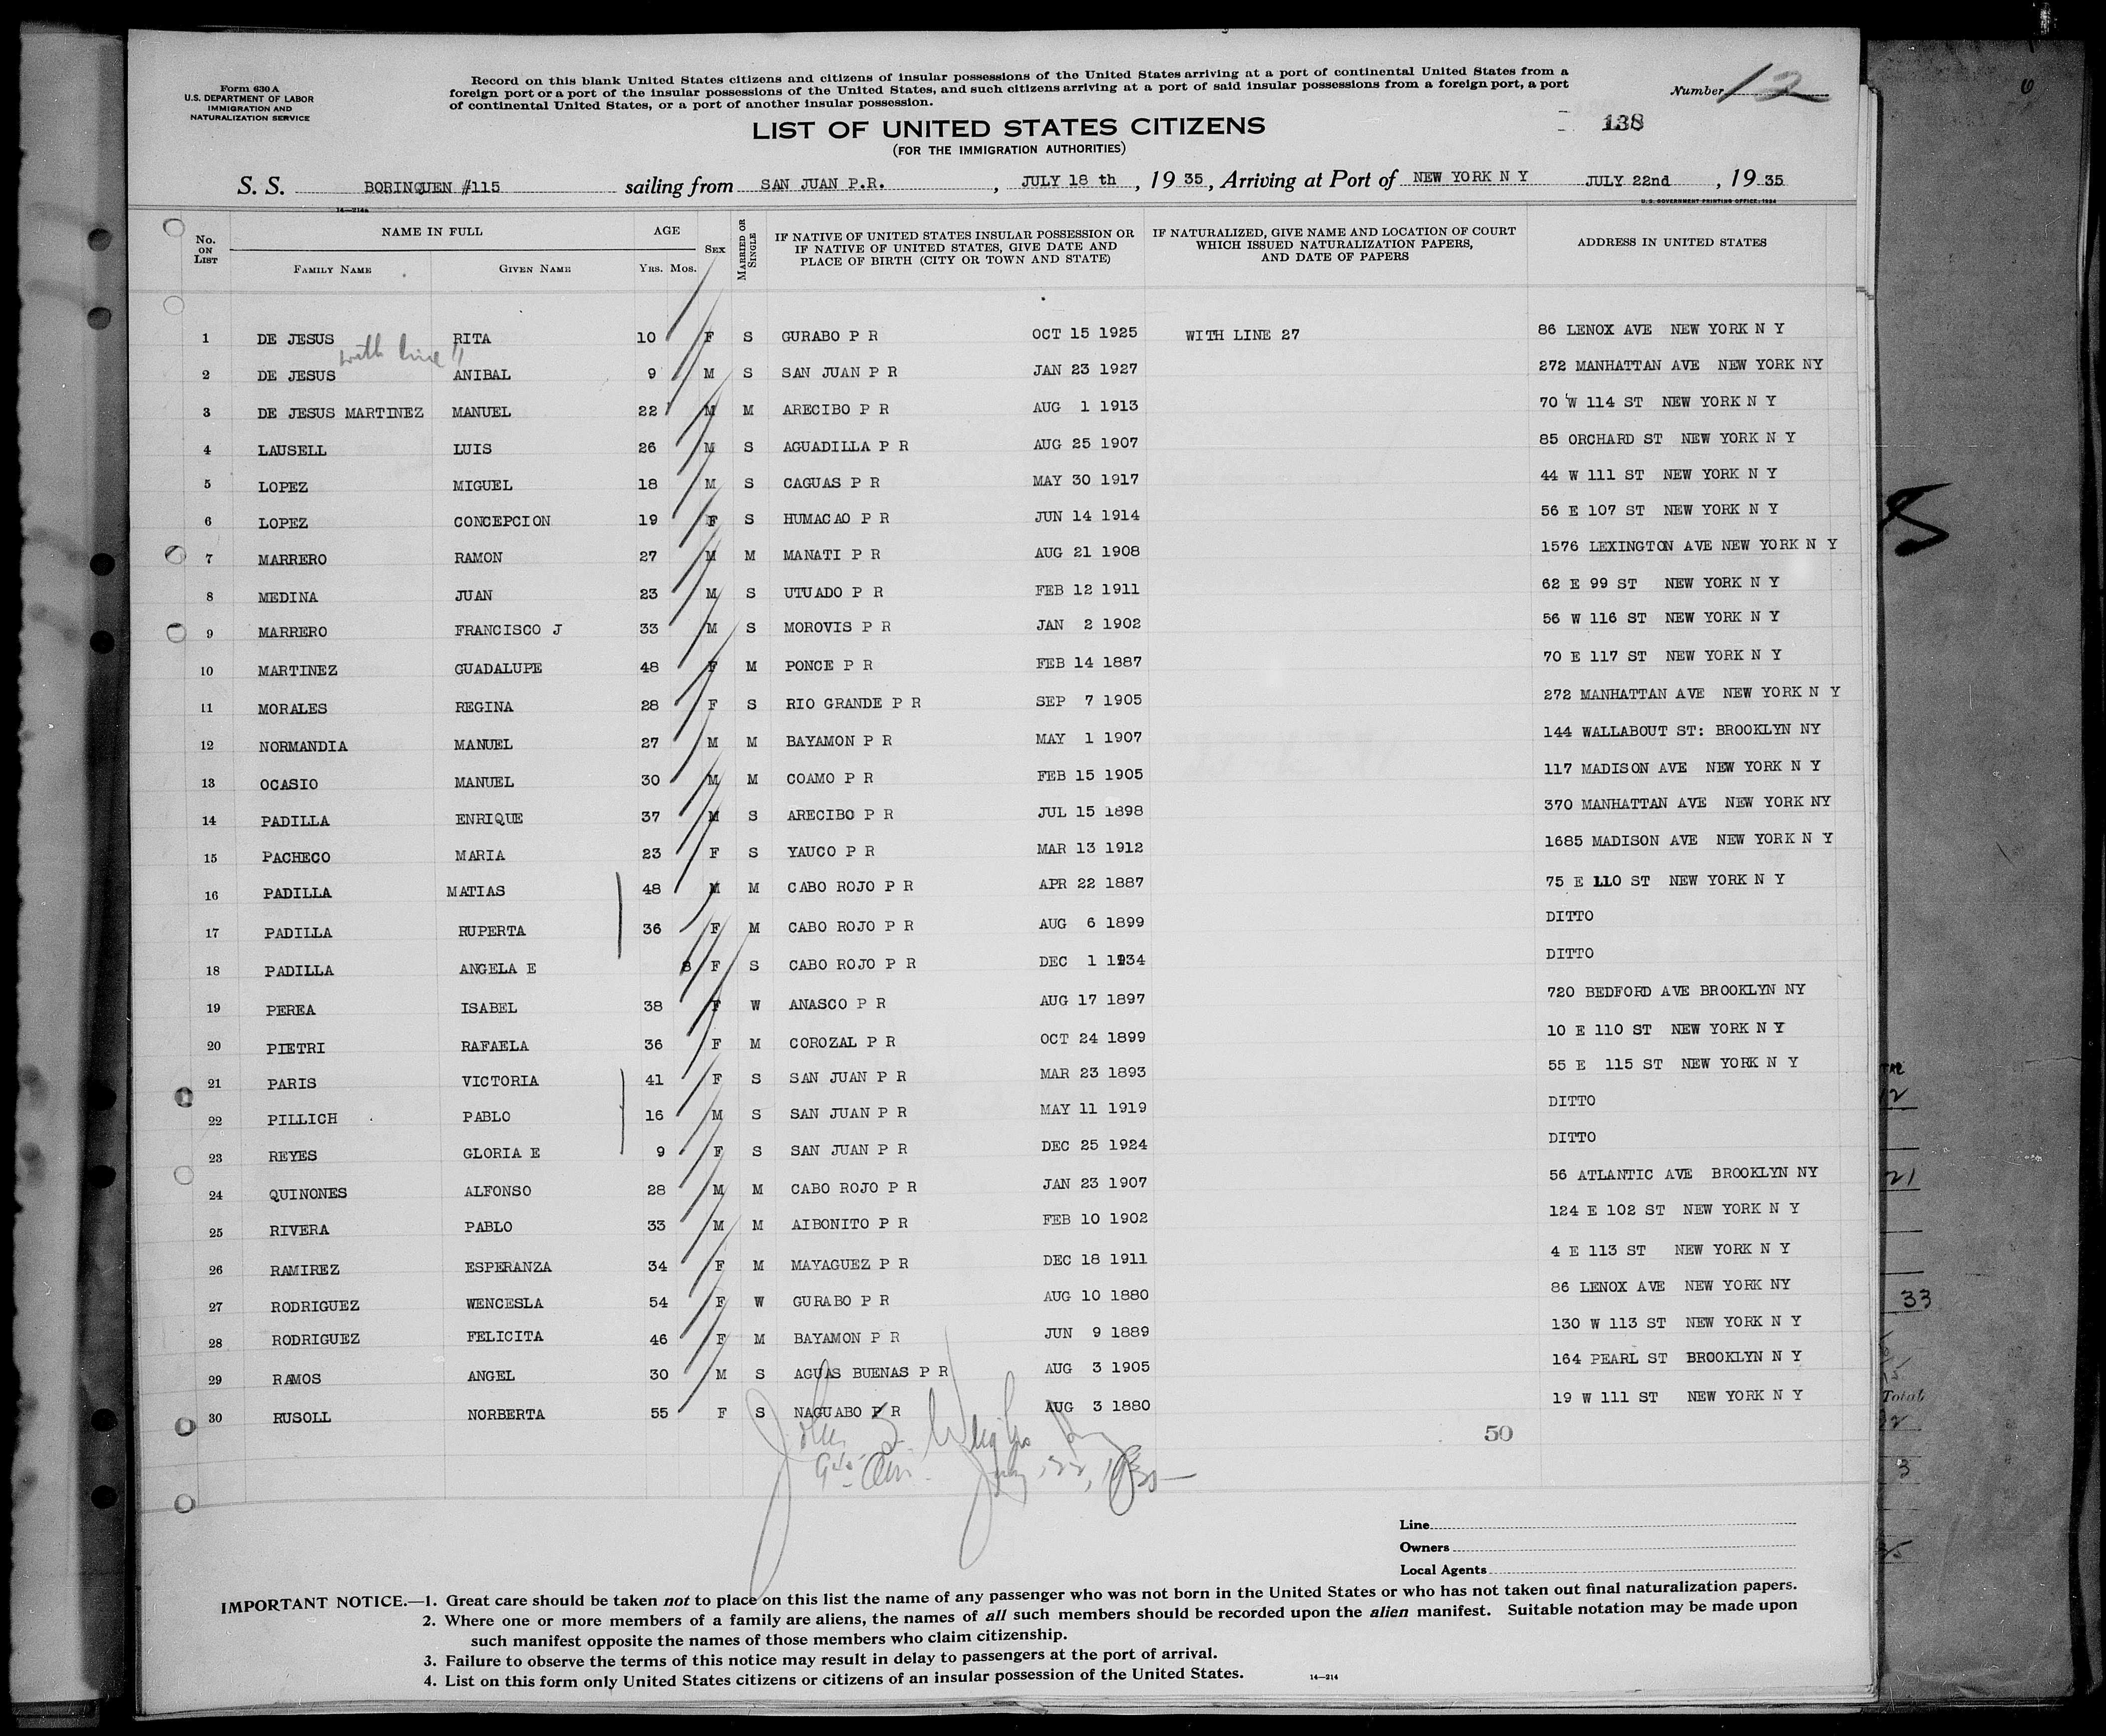 Form 630 A
U.S. DEPARTMENT OF LABOR
IMMIGRATION AND
NATURALIZATION SERVICE
Record on this blank United States citizens and citizens of insular possessions of the United States arriving at a port of continental United States from a
foreign port or a port of the insular possessions of the United States, and such citizens arriving at a port of said insular possessions from a foreign port, a port
of continental United States, or a port of another insular possession.
Number 12
138
LIST OF UNITED STATES CITIZENS
(FOR THE IMMIGRATION AUTHORITIES)
S. S. BORINQUEN #115 sailing from SAN JUAN P.R. , JULY 18 th , 19 35 , Arriving at Port of NEW YORK N Y JULY 22nd , 19 35
14—214a
U. S. GOVERNMENT PRINTING OFFICE: 1934
No. ON LIST
NAME IN FULL
FAMILY NAME GIVEN NAME
AGE
YRS. MOS.
SEX
MARRIED OR SINGLE
IF NATIVE OF UNITED STATES INSULAR POSSESSION OR
IF NATIVE OF UNITED STATES, GIVE DATE AND
PLACE OF BIRTH (CITY OR TOWN AND STATE)
IF NATURALIZED, GIVE NAME AND LOCATION OF COURT
WHICH ISSUED NATURALIZATION PAPERS,
AND DATE OF PAPERS
ADDRESS IN UNITED STATES
1 DE JESUS RITA 10 F S GURABO P R OCT 15 1925 WITH LINE 27 86 LENOX AVE NEW YORK N Y
with line 11
2 DE JESUS ANIBAL 9 M S SAN JUAN P R JAN 23 1927 272 MANHATTAN AVE NEW YORK NY
3 DE JESUS MARTINEZ MANUEL 22 M M ARECIBO P R AUG 1 1913 70 W 114 ST NEW YORK N Y
4 LAUSELL LUIS 26 M S AGUADILLA P R AUG 25 1907 85 ORCHARD ST NEW YORK N Y
5 LOPEZ MIGUEL 18 M S CAGUAS P R MAY 30 1917 44 W 111 ST NEW YORK N Y
6 LOPEZ CONCEPCION 19 F S HUMACAO P R JUN 14 1914 56 E 107 ST NEW YORK N Y
7 MARRERO RAMON 27 M M MANATI P R AUG 21 1908 1576 LEXINGTON AVE NEW YORK N Y
8 MEDINA JUAN 23 M S UTUADO P R FEB 12 1911 62 E 99 ST NEW YORK N Y
9 MARRERO FRANCISCO J 33 M S MOROVIS P R JAN 2 1902 56 W 116 ST NEW YORK N Y
10 MARTINEZ GUADALUPE 48 F M PONCE P R FEB 14 1887 70 E 117 ST NEW YORK N Y
11 MORALES REGINA 28 F S RIO GRANDE P R SEP 7 1905 272 MANHATTAN AVE NEW YORK N Y
12 NORMANDIA MANUEL 27 M M BAYAMON P R MAY 1 1907 144 WALLABOUT ST: BROOKLYN NY
13 OCASIO MANUEL 30 M M COAMO P R FEB 15 1905 117 MADISON AVE NEW YORK N Y
14 PADILLA ENRIQUE 37 M S ARECIBO P R JUL 15 1898 370 MANHATTAN AVE NEW YORK NY
15 PACHECO MARIA 23 F S YAUCO P R MAR 13 1912 1685 MADISON AVE NEW YORK N Y
16 PADILLA MATIAS 48 M M CABO ROJO P R APR 22 1887 75 E 110 ST NEW YORK N Y
17 PADILLA RUPERTA 36 F M CABO ROJO P R AUG 6 1899 DITTO
18 PADILLA ANGELA E 8 F S CABO ROJO P R DEC 1 1934 DITTO
19 PEREA ISABEL 38 F W ANASCO P R AUG 17 1897 720 BEDFORD AVE BROOKLYN NY
20 PIETRI RAFAELA 36 F M COROZAL P R OCT 24 1899 10 E 110 ST NEW YORK N Y
21 PARIS VICTORIA 41 F S SAN JUAN P R MAR 23 1893 55 E 115 ST NEW YORK N Y
22 PILLICH PABLO 16 M S SAN JUAN P R MAY 11 1919 DITTO
23 REYES GLORIA E 9 F S SAN JUAN P R DEC 25 1924 DITTO
24 QUINONES ALFONSO 28 M M CABO ROJO P R JAN 23 1907 56 ATLANTIC AVE BROOKLYN NY
25 RIVERA PABLO 33 M M AIBONITO P R FEB 10 1902 124 E 102 ST NEW YORK N Y
26 RAMIREZ ESPERANZA 34 F M MAYAGUEZ P R DEC 18 1911 4 E 113 ST NEW YORK N Y
27 RODRIGUEZ WENCESLA 54 F W GURABO P R AUG 10 1880 86 LENOX AVE NEW YORK NY
28 RODRIGUEZ FELICITA 46 F M BAYAMON P R JUN 9 1889 130 W 113 ST NEW YORK N Y
29 RAMOS ANGEL 30 M S AGUAS BUENAS P R AUG 3 1905 164 PEARL ST BROOKLYN N Y
30 RUSOLL NORBERTA 55 F S NAGUABO P R AUG 3 1880 19 W 111 ST NEW YORK N Y
50
Line
Owners
Local Agents
IMPORTANT NOTICE.—1. Great care should be taken not to place on this list the name of any passenger who was not born in the United States or who has not taken out final naturalization papers.
2. Where one or more members of a family are aliens, the names of all such members should be recorded upon the alien manifest. Suitable notation may be made upon
such manifest opposite the names of those members who claim citizenship.
3. Failure to observe the terms of this notice may result in delay to passengers at the port of arrival.
4. List on this form only United States citizens or citizens of an insular possession of the United States.
14—214
21
33
Total
3